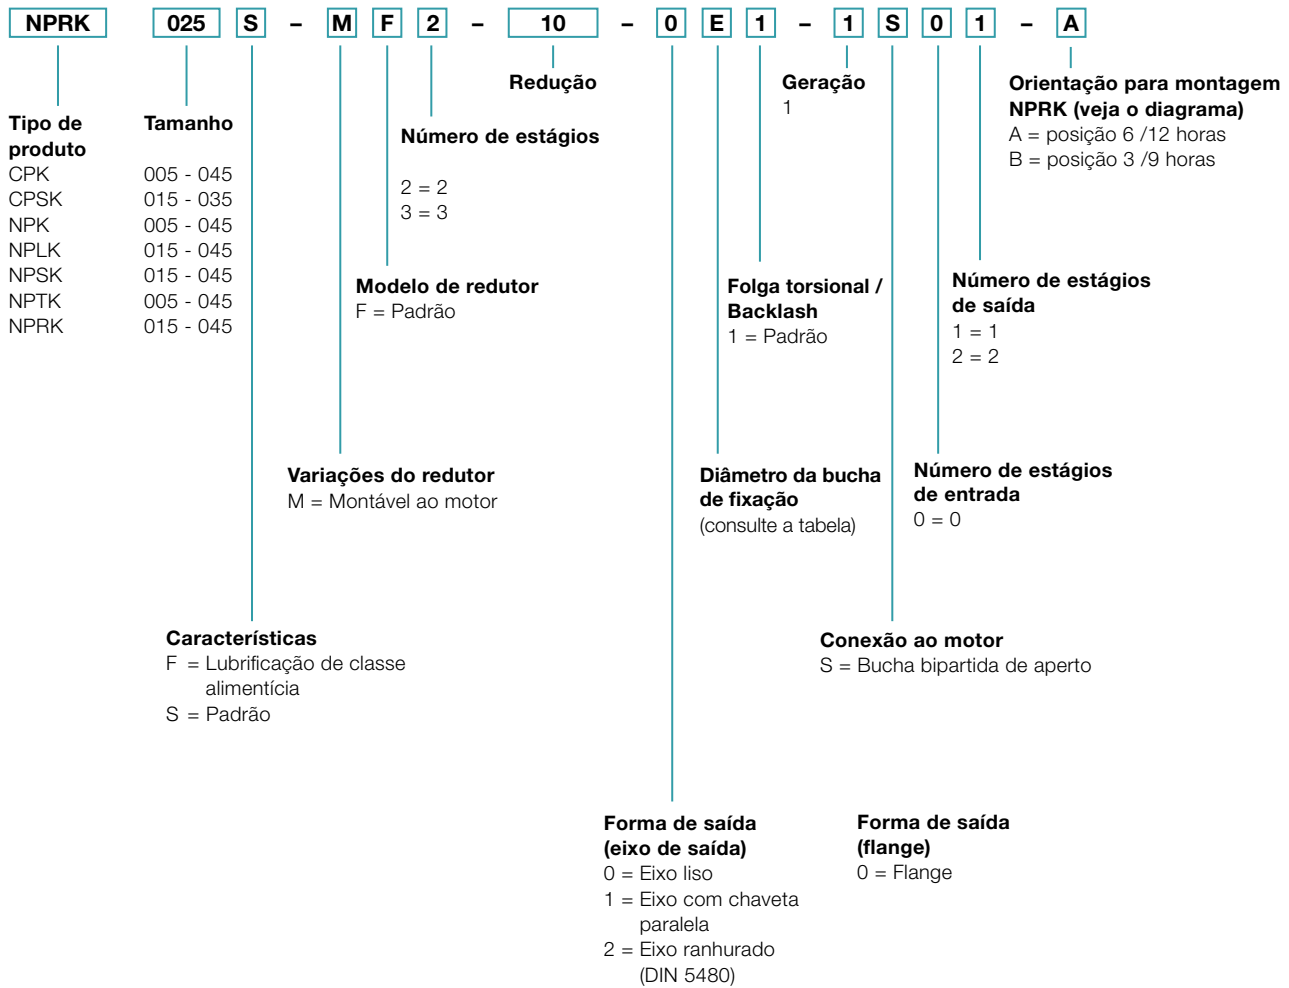 NPRK 025 S – M F 2 – 10 – 0 E 1 – 1 S 0 1 – A
Tipo de
produto
CPK
CPSK
NPK
NPLK
NPSK
NPTK
NPRK
Tamanho
005 - 045
015 - 035
005 - 045
015 - 045
015 - 045
005 - 045
015 - 045
Características
F = Lubrificação de classe
alimentícia
S = Padrão
Variações do redutor
M = Montável ao motor
Modelo de redutor
F = Padrão
Número de estágios
2 = 2
3 = 3
Redução
Forma de saída
(eixo de saída)
0 = Eixo liso
1 = Eixo com chaveta
paralela
2 = Eixo ranhurado
(DIN 5480)
Forma de saída
(flange)
0 = Flange
Diâmetro da bucha
de fixação
(consulte a tabela)
Folga torsional /
Backlash
1 = Padrão
Geração
1
Conexão ao motor
S = Bucha bipartida de aperto
Número de estágios
de entrada
0 = 0
Número de estágios
de saída
1 = 1
2 = 2
Orientação para montagem
NPRK (veja o diagrama)
A = posição 6 /12 horas
B = posição 3 /9 horas